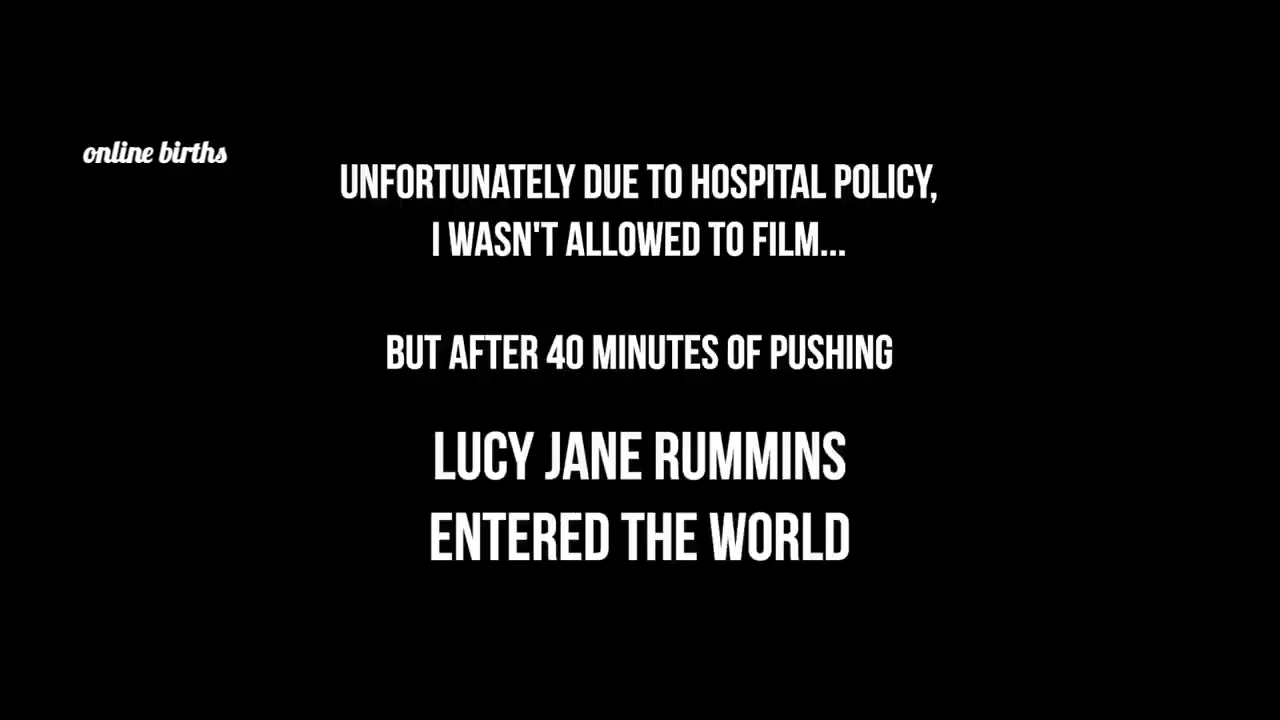 online births
UNFORTUNATELY DUE TO HOSPITAL POLICY,
I WASN'T ALLOWED TO FILM...
BUT AFTER 40 MINUTES OF PUSHING
LUCY JANE RUMMINS
ENTERED THE WORLD